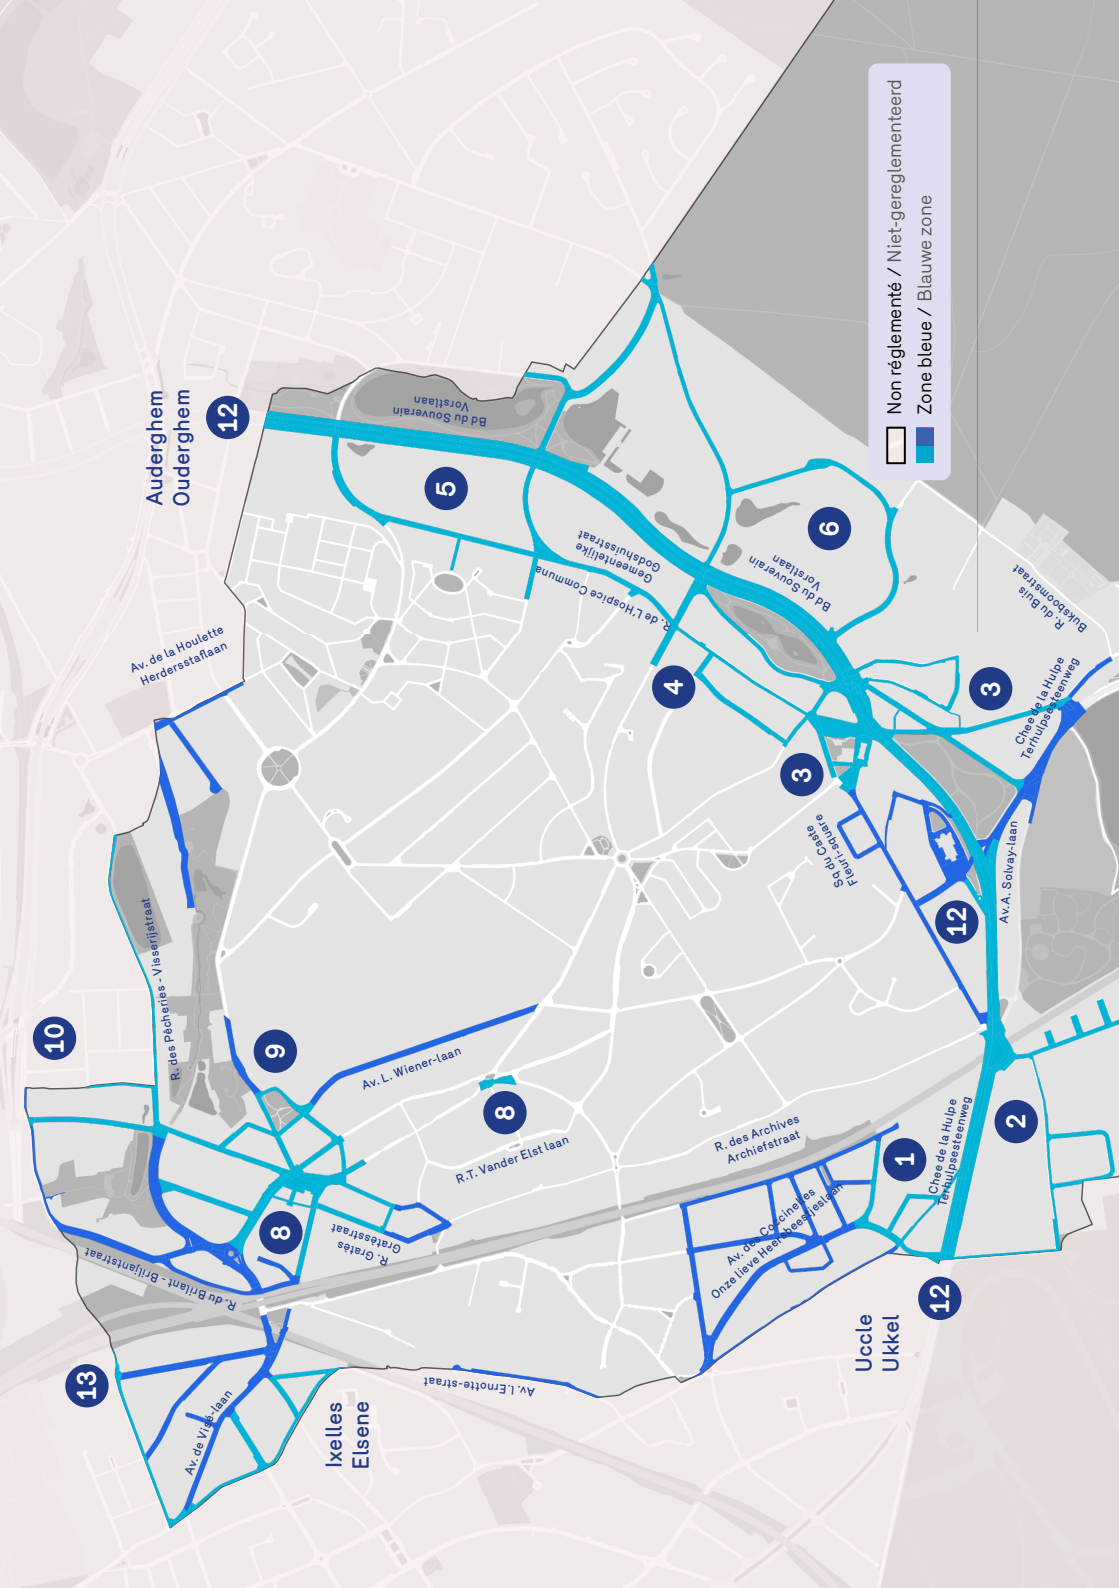 Non réglementé / Niet-gereglementeerd
Zone bleue / Blauwe zone
Auderghem
Ouderghem
12
Bd du Souverain
Vorstlaan
5
Gemeentelijke
Godshuisstraat
R. de L'Hospice Communa
6
Bd du Souverain
Vorstlaan
R. du Buis
Buksboomstraat
Av. de la Houlette
Herdersstaflaan
4
3
Chee de la Hulpe
Terhulpsesteenweg
3
Sq du Castel
Fleuri-square
Av. A. Solvay-laan
12
R. des Pêcheries - Visserijstraat
10
9
Av. L. Wiener-laan
8
R.T. Vander Elst laan
R. des Archives
Archiefstraat
1
2
Chee de la Hulpe
Terhulpsesteenweg
8
R. Gratès
Gratèsstraat
Av. des Coccinelles
Onze lieve Heersbeestjeslaan
R. du Brillant - Briljantstraat
12
Uccle
Ukkel
13
Av. de Visé-laan
Av. l. Ernotte-straat
Ixelles
Elsene